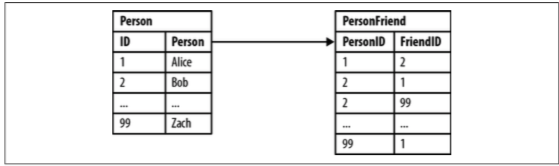 Person
ID Person
1 Alice
2 Bob
... ...
99 Zach
PersonFriend
PersonID FriendID
1 2
2 1
2 99
... ...
99 1